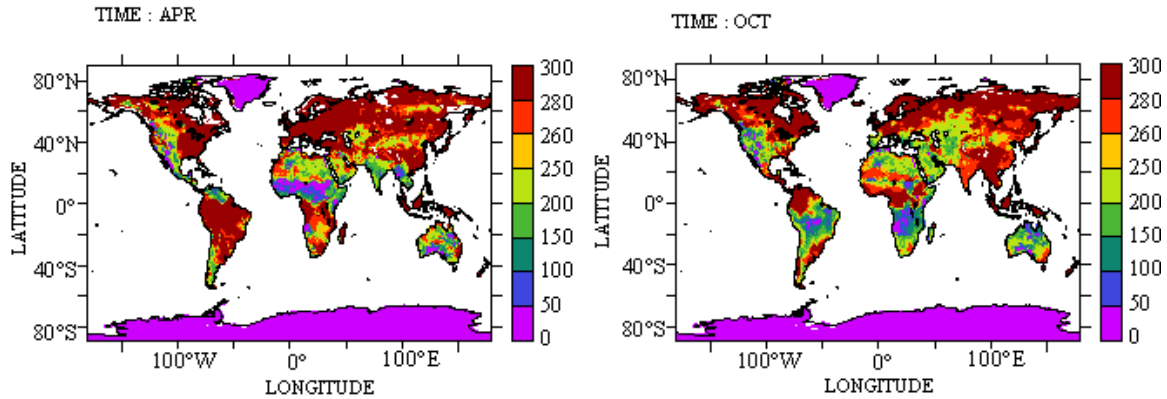 TIME : APR
80°N
40°N
0°
40°S
80°S
LATITUDE
100°W 0° 100°E
LONGITUDE
300
280
260
250
200
150
100
50
0
TIME : OCT
80°N
40°N
0°
40°S
80°S
LATITUDE
100°W 0° 100°E
LONGITUDE
300
280
260
250
200
150
100
50
0